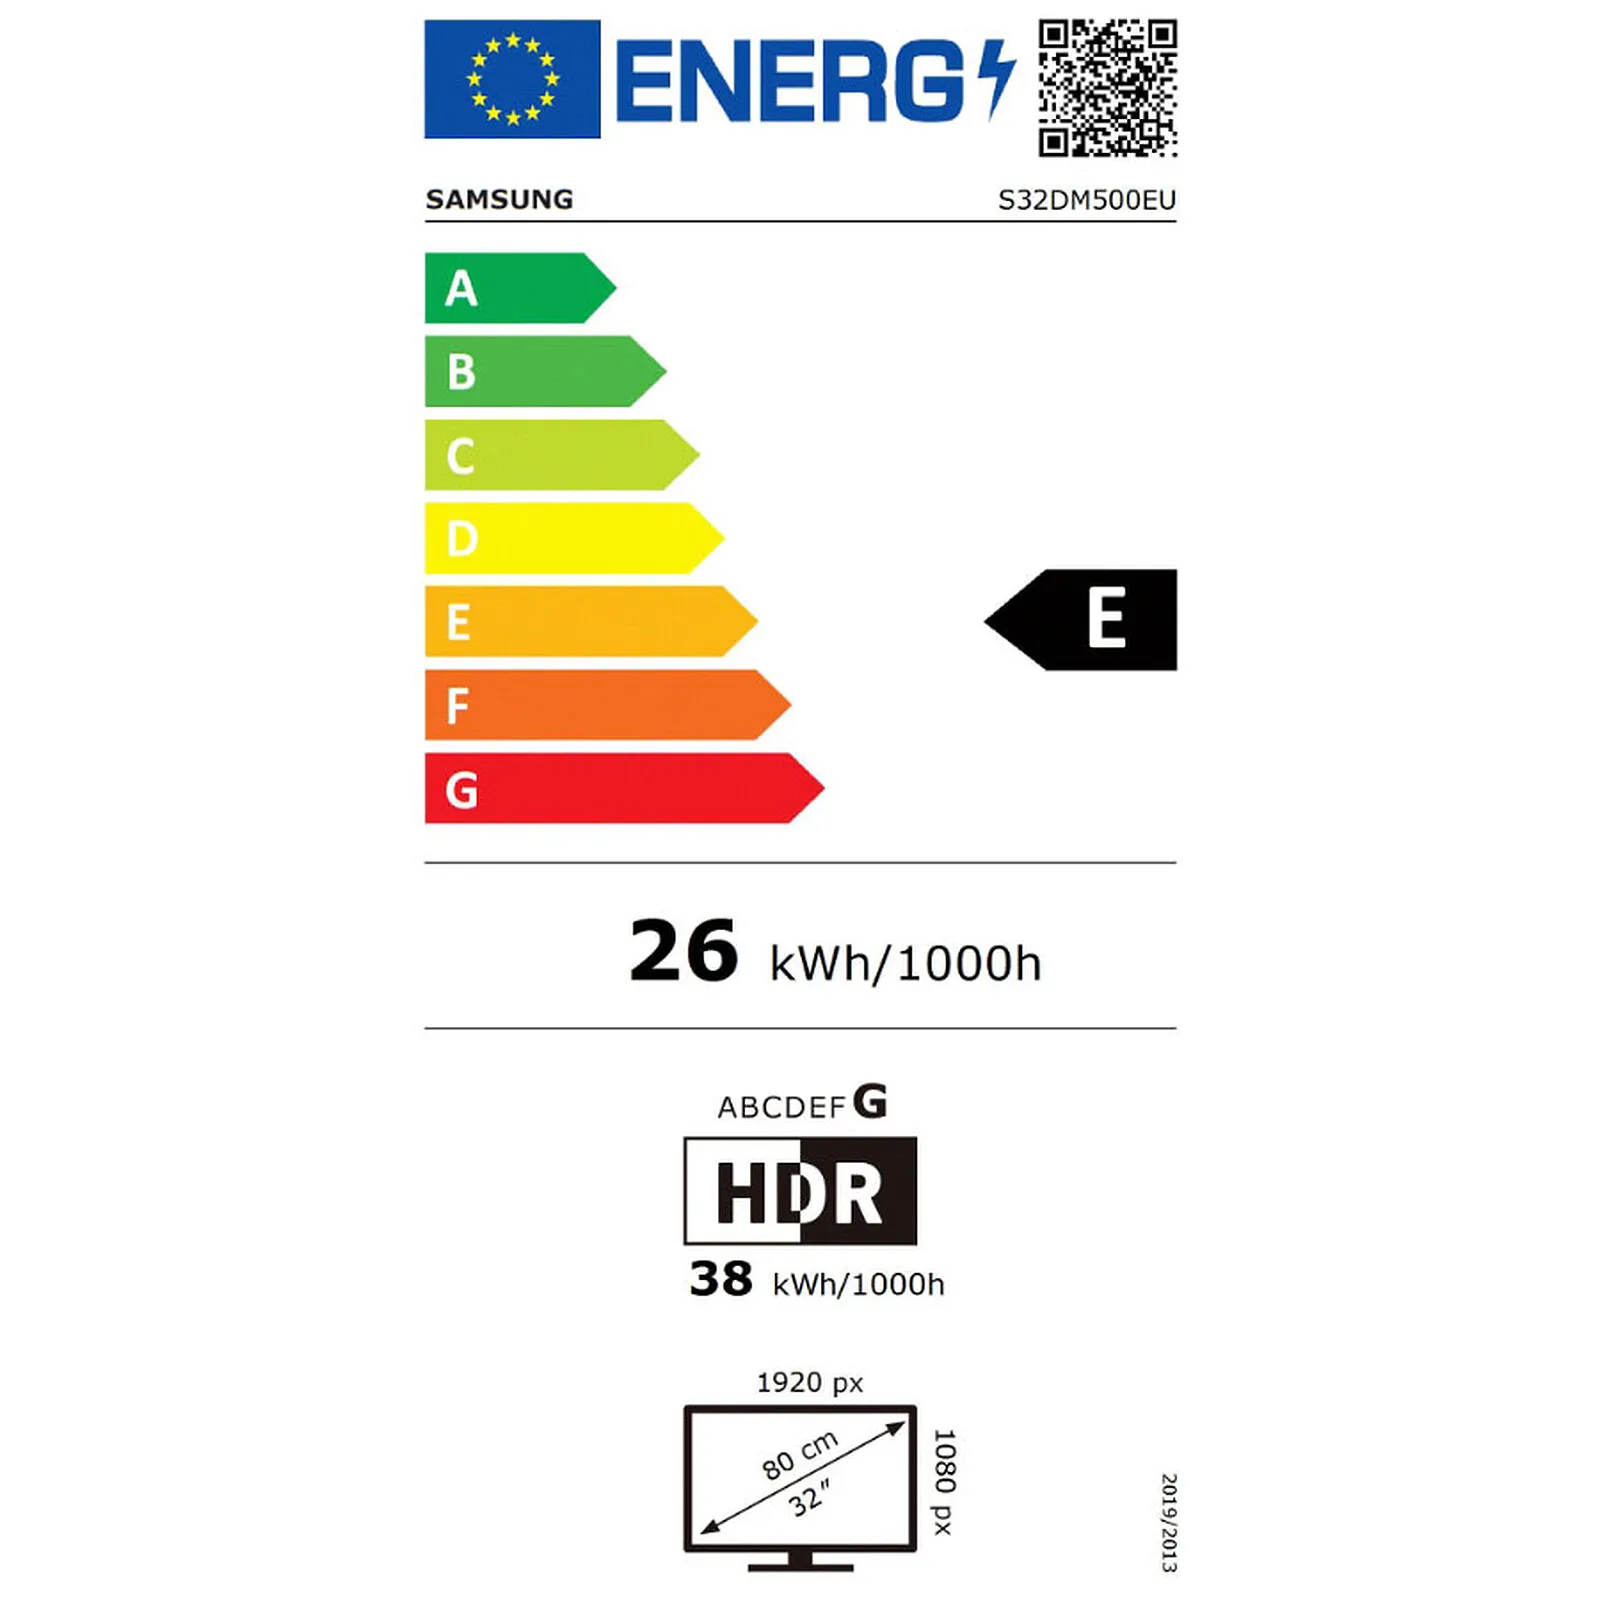 ENERG
SAMSUNG
S32DM500EU
A
B
C
D
E
E
F
G
26 kWh/1000h
ABCDEFG
HDR
38 kWh/1000h
1920 px
80 cm
32"
1080 px
2019/2013